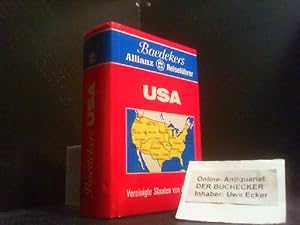 Baedekers
Allianz Reiseführer
USA
Vereinigte Staaten von
Baedekers USA
Online- Antiquariat
DER BUCHECKER
Inhaber: Uwe Ecker